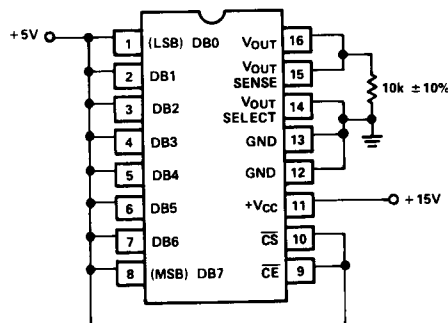 +5V
1 (LSB) DB0
2 DB1
3 DB2
4 DB3
5 DB4
6 DB5
7 DB6
8 (MSB) DB7
VOUT 16
VOUT 15
SENSE
VOUT 14
SELECT
GND 13
GND 12
+VCC 11
CS 10
CE 9
10k ±10%
+15V